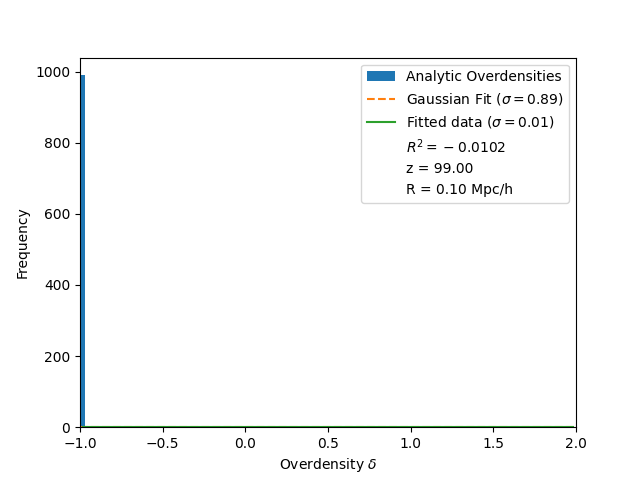 Analytic Overdensities
Gaussian Fit (σ = 0.89)
Fitted data (σ = 0.01)
R² = −0.0102
z = 99.00
R = 0.10 Mpc/h
Frequency
1000
800
600
400
200
0
−1.0 −0.5 0.0 0.5 1.0 1.5 2.0
Overdensity δ